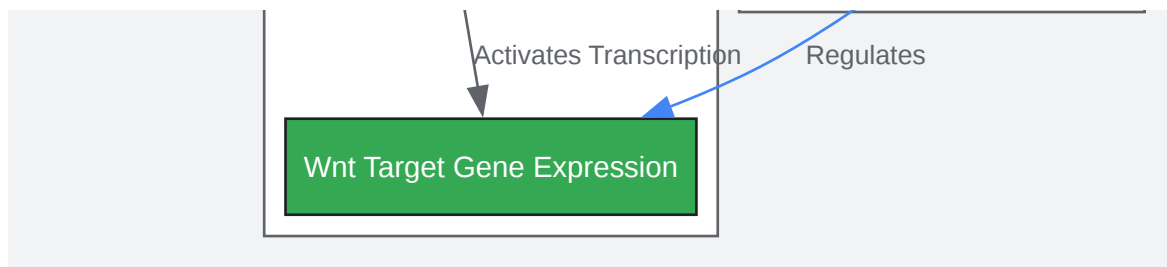 Activates Transcription
Regulates
Wnt Target Gene Expression